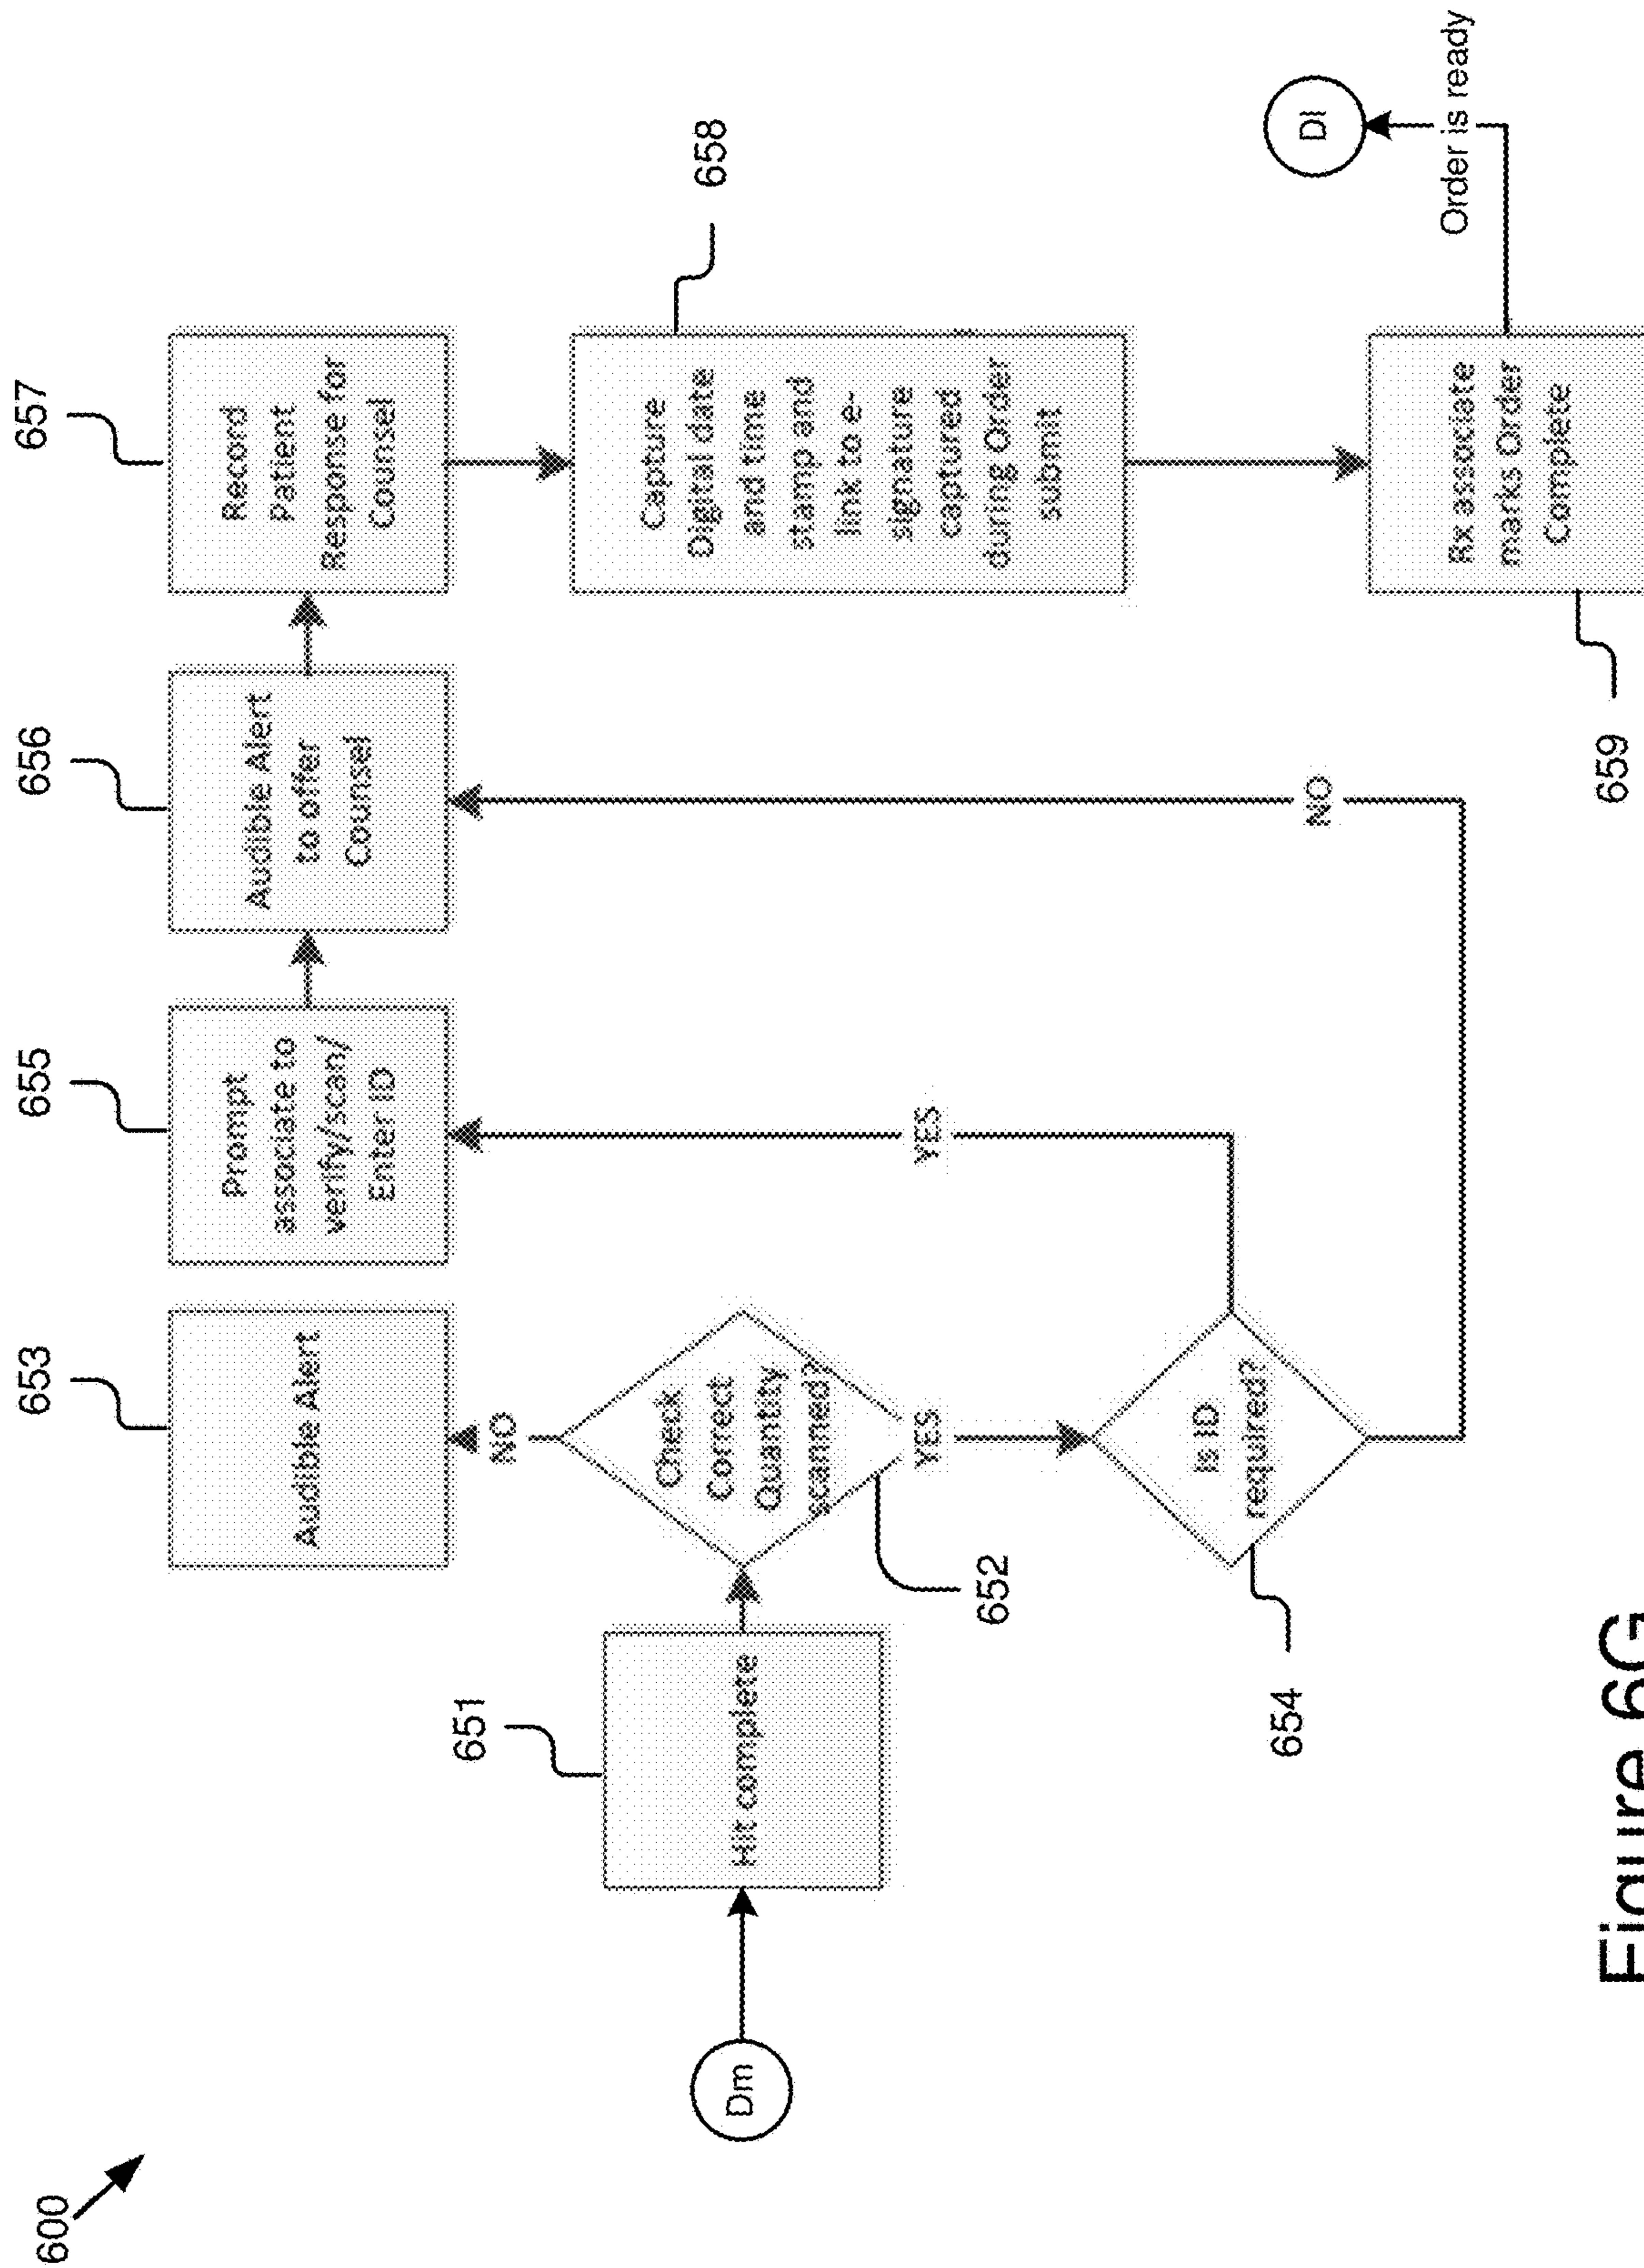 600
Dm
651
Hit complete
652
Check
Correct
Quantity
scanned?
NO
653
Audible Alert
YES
654
Is ID
required?
YES
655
Prompt
associate to
verify/scan/
Enter ID
NO
656
Audible Alert
to offer
Counsel
657
Record
Patient
Response for
Counsel
658
Capture
Digital date
and time
stamp and
link to e-
signature
captured
during Order
submit
659
Rx associate
marks Order
Complete
Order is ready
Dl
Figure 6G